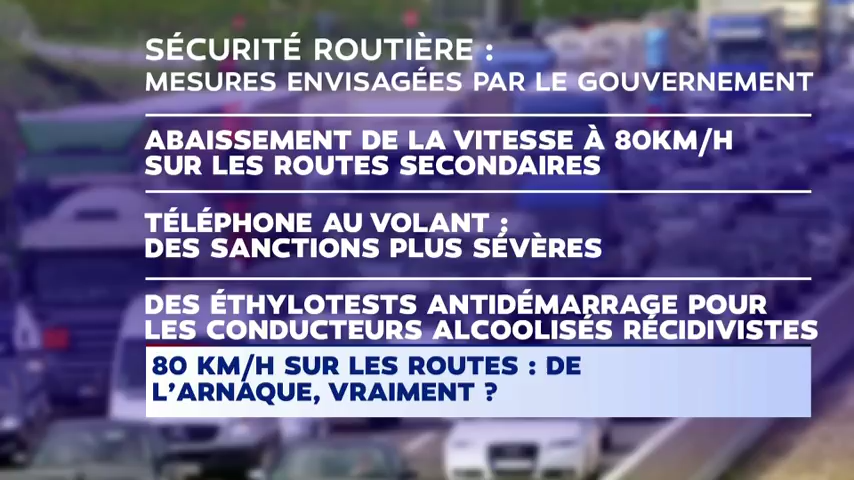 SÉCURITÉ ROUTIÈRE :
MESURES ENVISAGÉES PAR LE GOUVERNEMENT
ABAISSEMENT DE LA VITESSE À 80KM/H
SUR LES ROUTES SECONDAIRES
TÉLÉPHONE AU VOLANT :
DES SANCTIONS PLUS SÉVÈRES
DES ÉTHYLOTESTS ANTIDÉMARRAGE POUR
LES CONDUCTEURS ALCOOLISÉS RÉCIDIVISTES
80 KM/H SUR LES ROUTES : DE
L'ARNAQUE, VRAIMENT ?